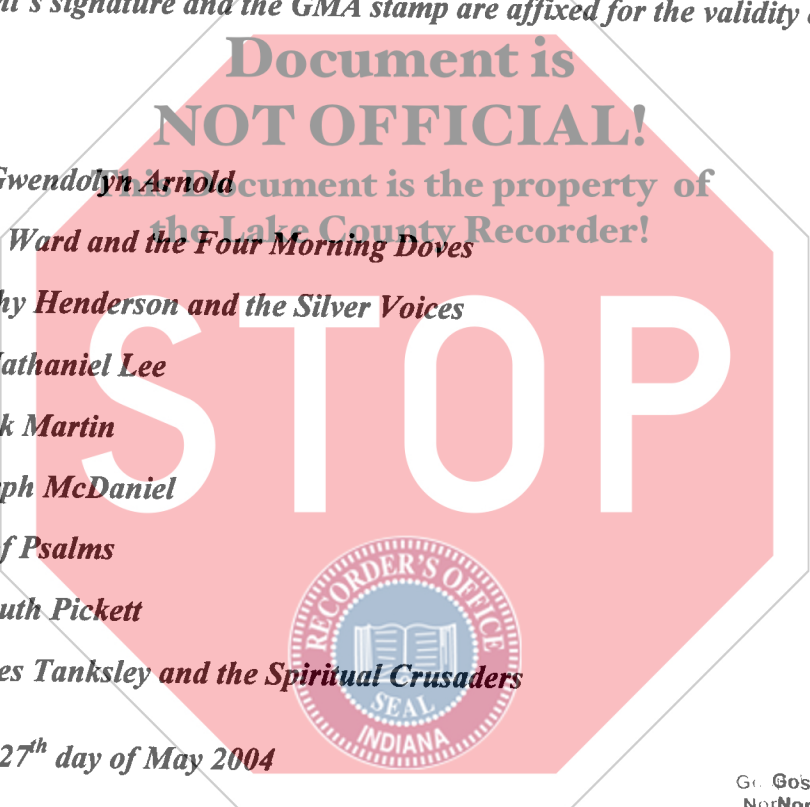 nt's signature and the GMA stamp are affixed for the validity
Document is
NOT OFFICIAL!
Gwendolyn Arnold
This Document is the property of
the Lake County Recorder!
Ward and the Four Morning Doves
hy Henderson and the Silver Voices
STOP
athaniel Lee
k Martin
ph McDaniel
f Psalms
RECORDER'S OFFICE
uth Pickett
es Tanksley and the Spiritual Crusaders
SEAL
INDIANA
27th day of May 2004